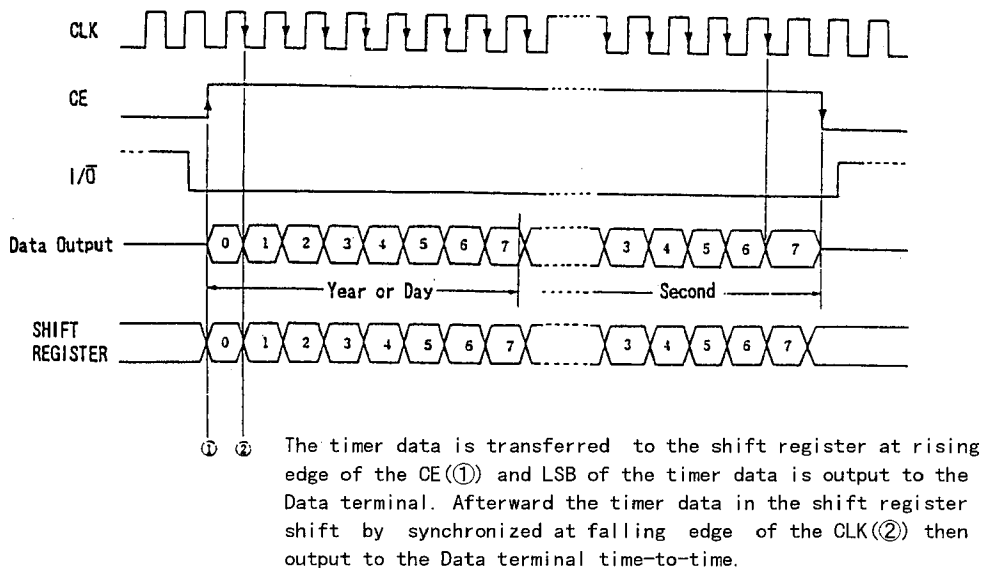 CLK
CE
I/O̅
Data Output 0 1 2 3 4 5 6 7 3 4 5 6 7
Year or Day Second
SHIFT
REGISTER 0 1 2 3 4 5 6 7 3 4 5 6 7
① ②
The timer data is transferred to the shift register at rising
edge of the CE(①) and LSB of the timer data is output to the
Data terminal. Afterward the timer data in the shift register
shift by synchronized at falling edge of the CLK(②) then
output to the Data terminal time-to-time.